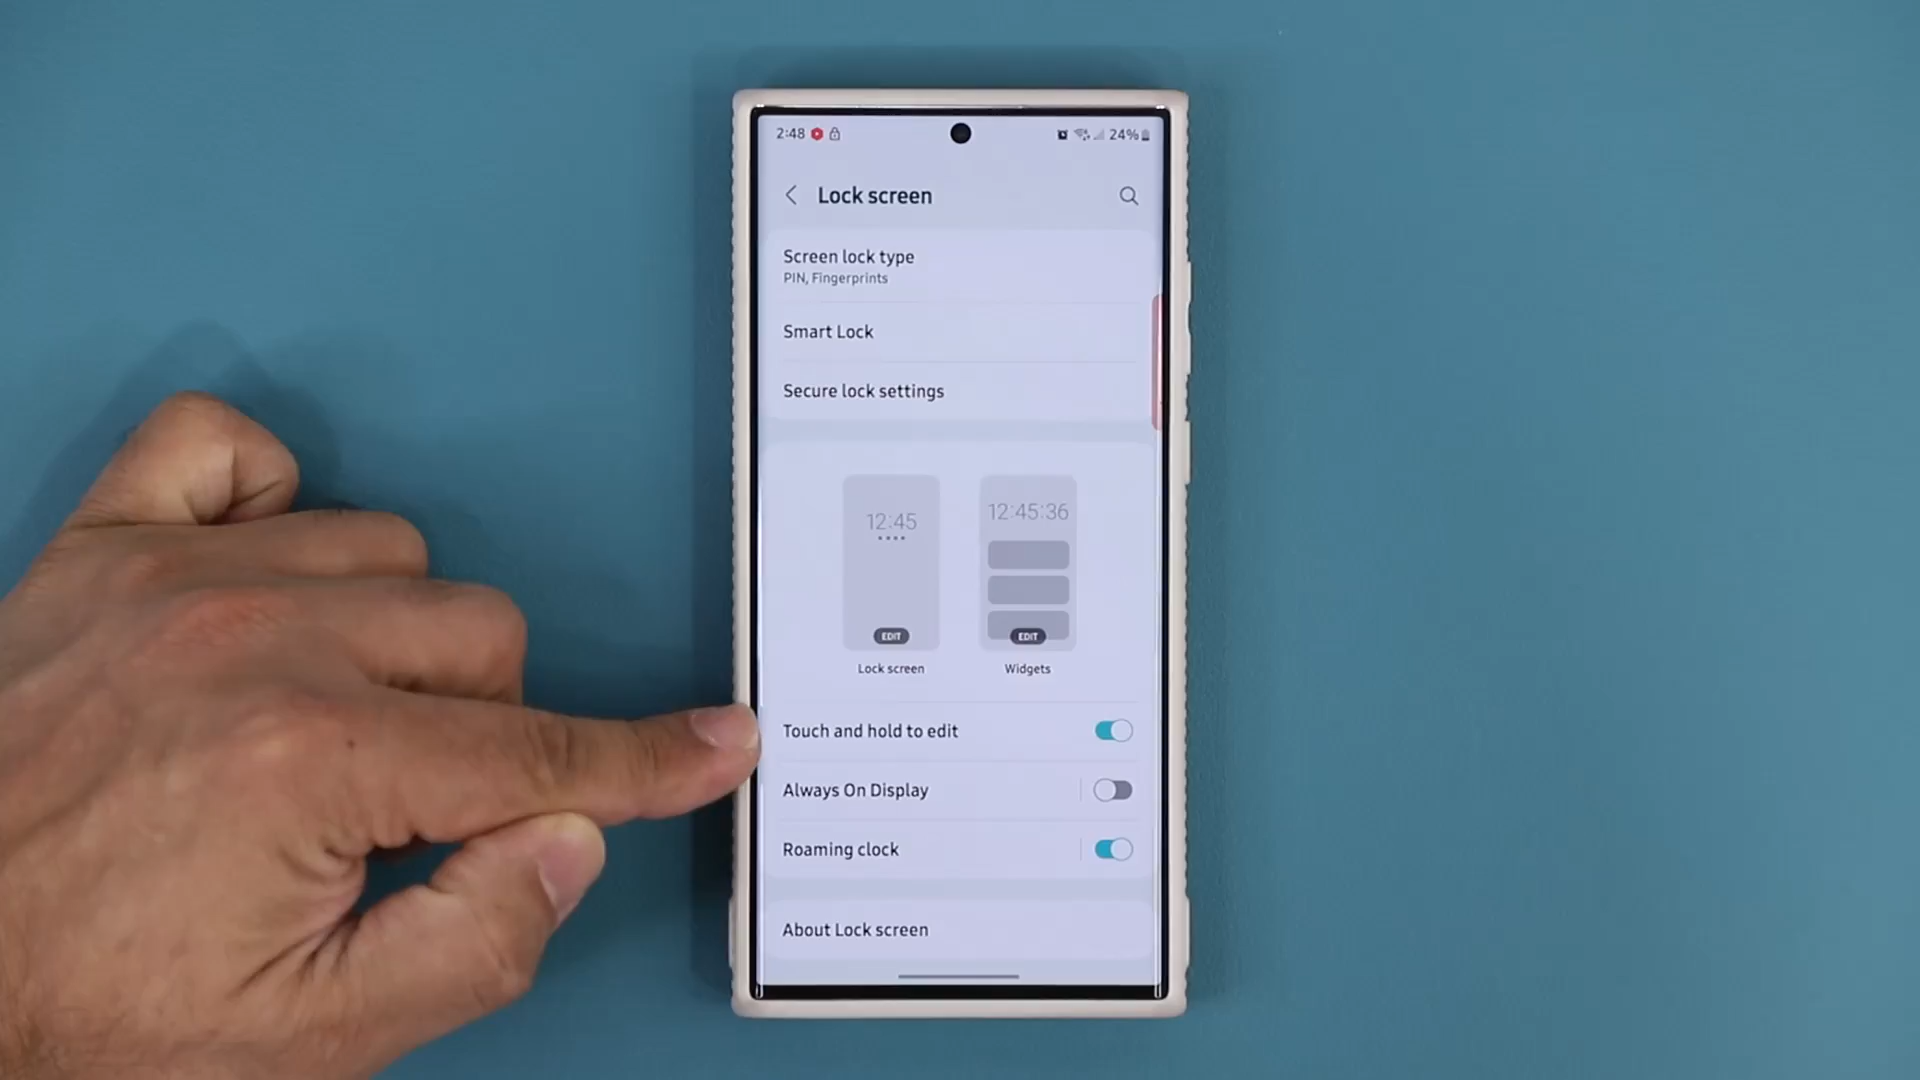 2:48
24%
Lock screen
Screen lock type
PIN, Fingerprints
Smart Lock
Secure lock settings
12:45
12:45:36
EDIT
EDIT
Lock screen
Widgets
Touch and hold to edit
Always On Display
Roaming clock
About Lock screen